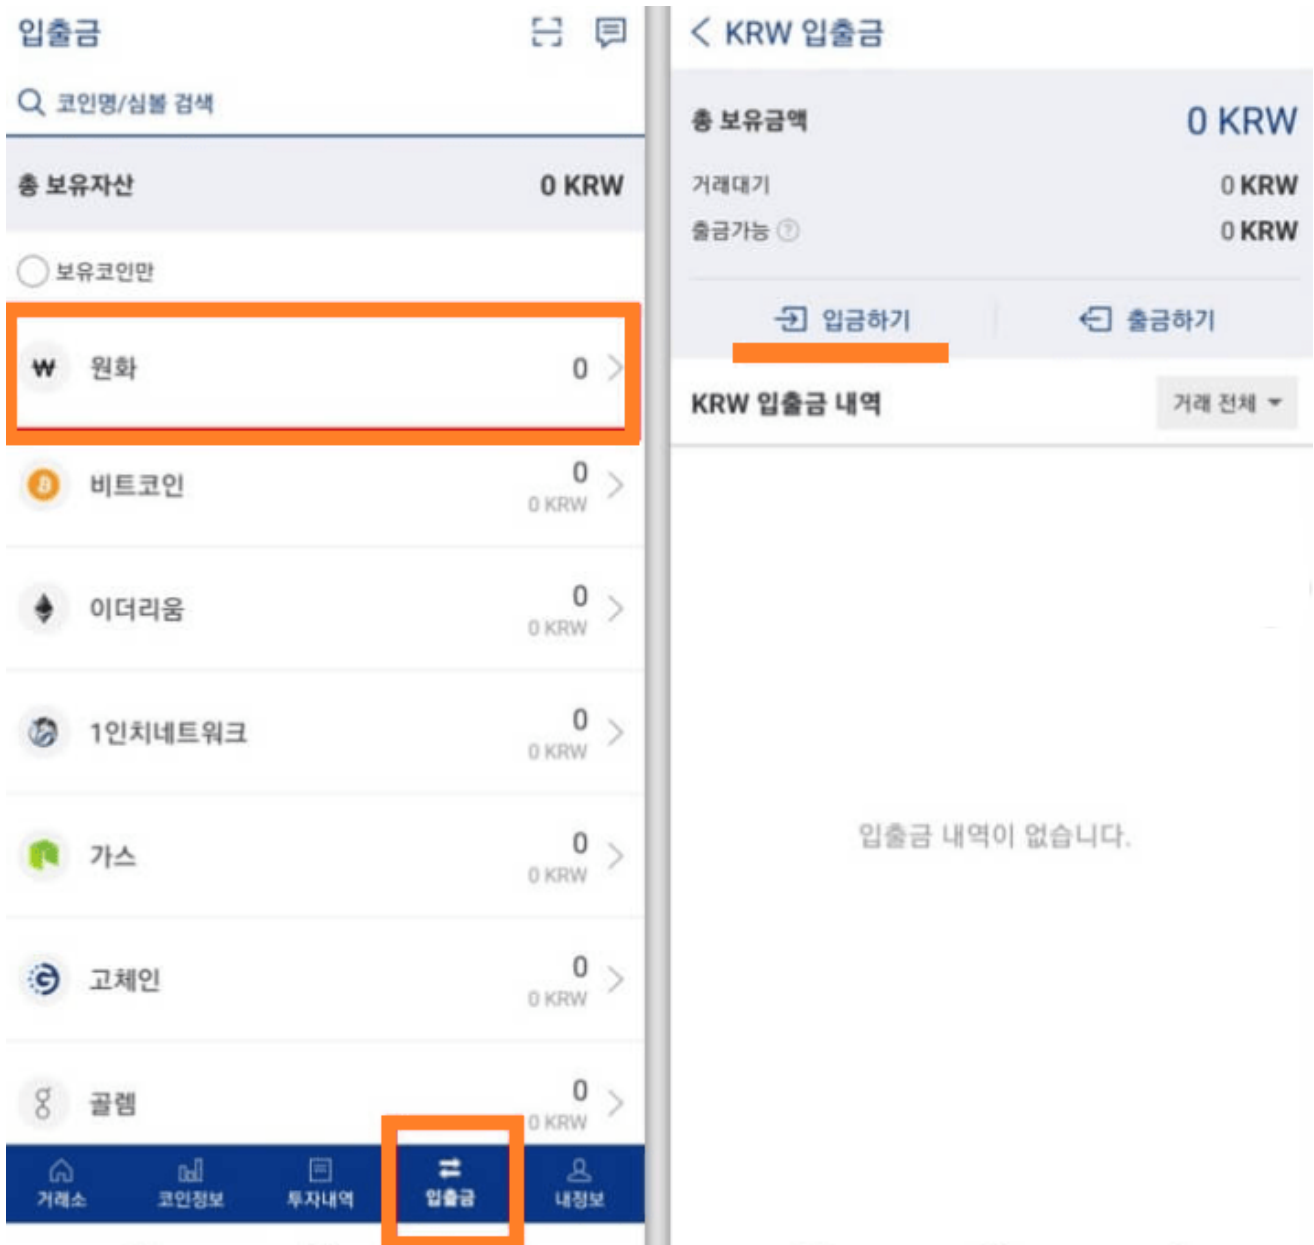 입출금
코인명/심볼 검색
총 보유자산 0 KRW
보유코인만
원화 0
비트코인 0
0 KRW
이더리움 0
0 KRW
1인치네트워크 0
0 KRW
가스 0
0 KRW
고체인 0
0 KRW
골렘 0
0 KRW
거래소 코인정보 투자내역 입출금 내정보
KRW 입출금
총 보유금액 0 KRW
거래대기 0 KRW
출금가능 ? 0 KRW
입금하기 출금하기
KRW 입출금 내역 거래 전체
입출금 내역이 없습니다.